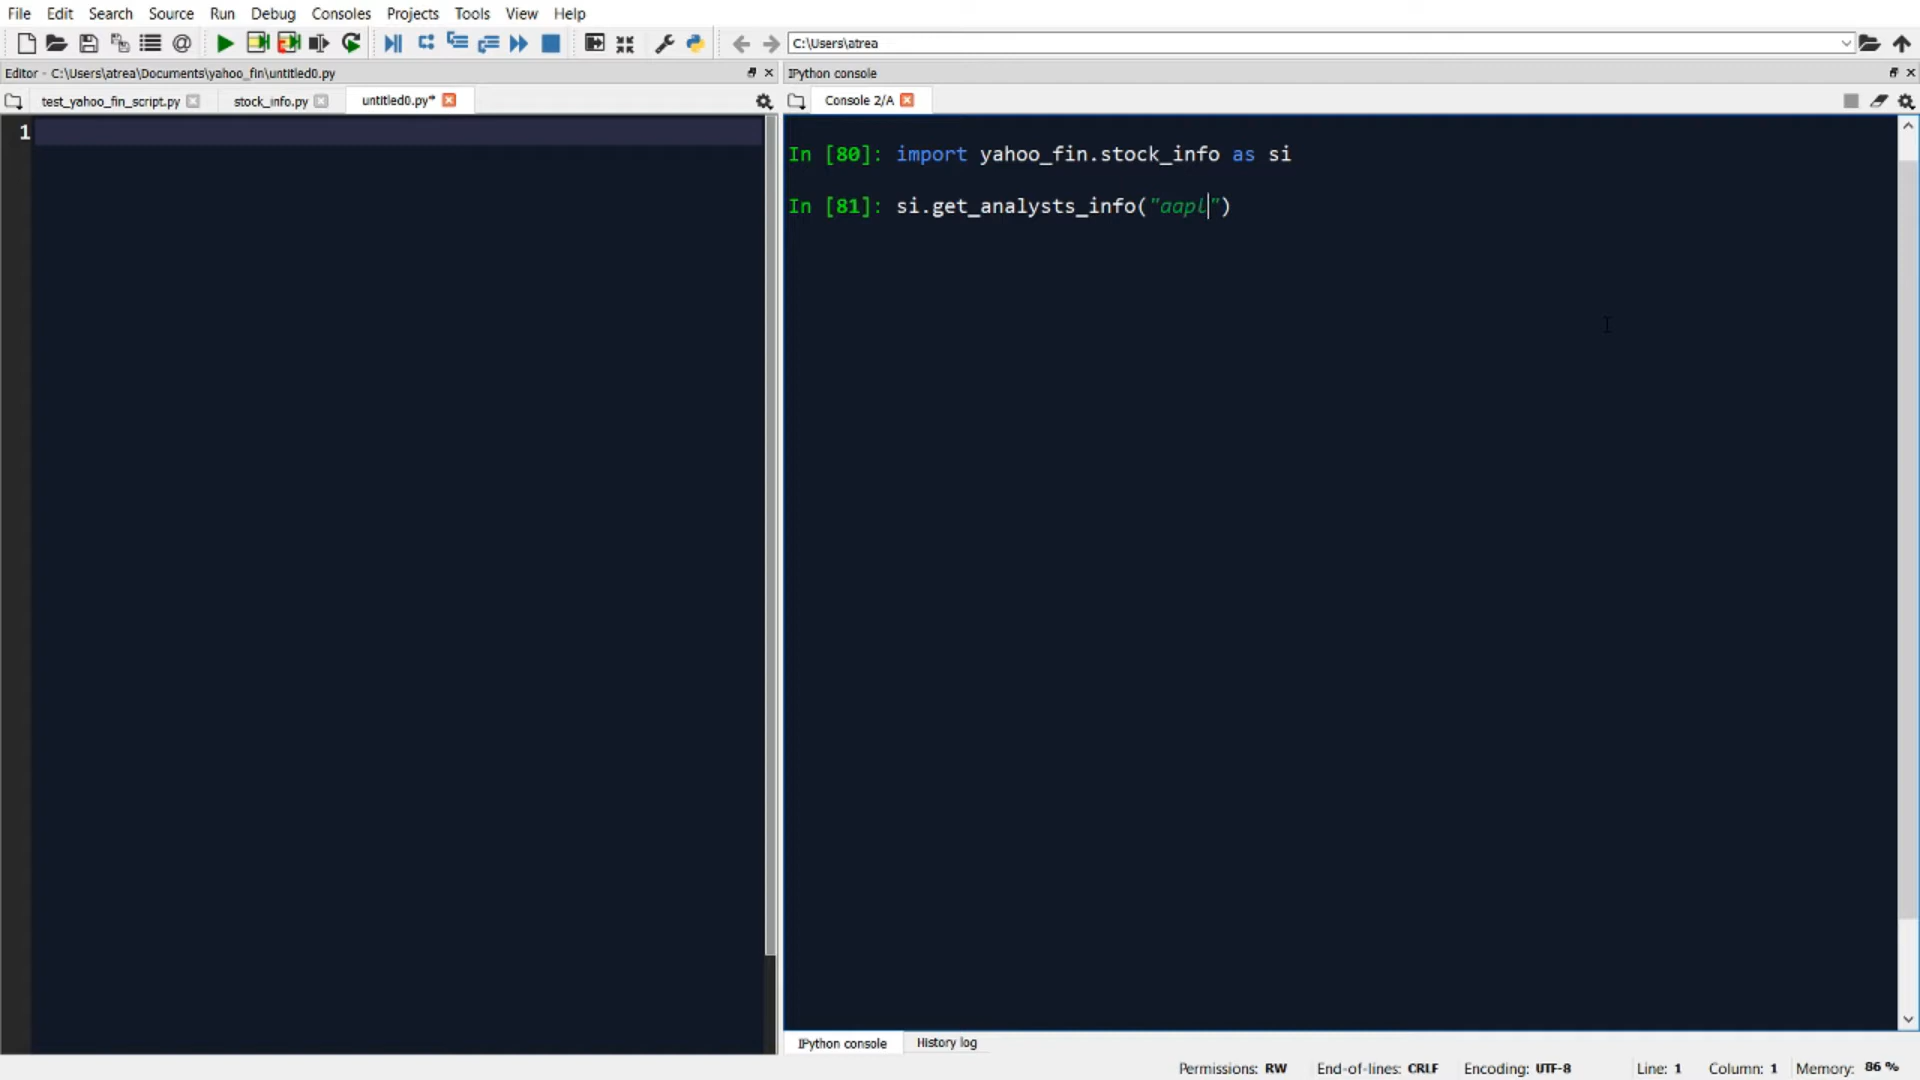 File Edit Search Source Run Debug Consoles Projects Tools View Help
C:\Users\atrea
Editor - C:\Users\atrea\Documents\yahoo_fin\untitled0.py
IPython console
test_yahoo_fin_script.py stock_info.py untitled0.py*
Console 2/A
1
In [80]: import yahoo_fin.stock_info as si
In [81]: si.get_analysts_info("aapl")
IPython console History log
Permissions: RW End-of-lines: CRLF Encoding: UTF-8 Line: 1 Column: 1 Memory: 86 %